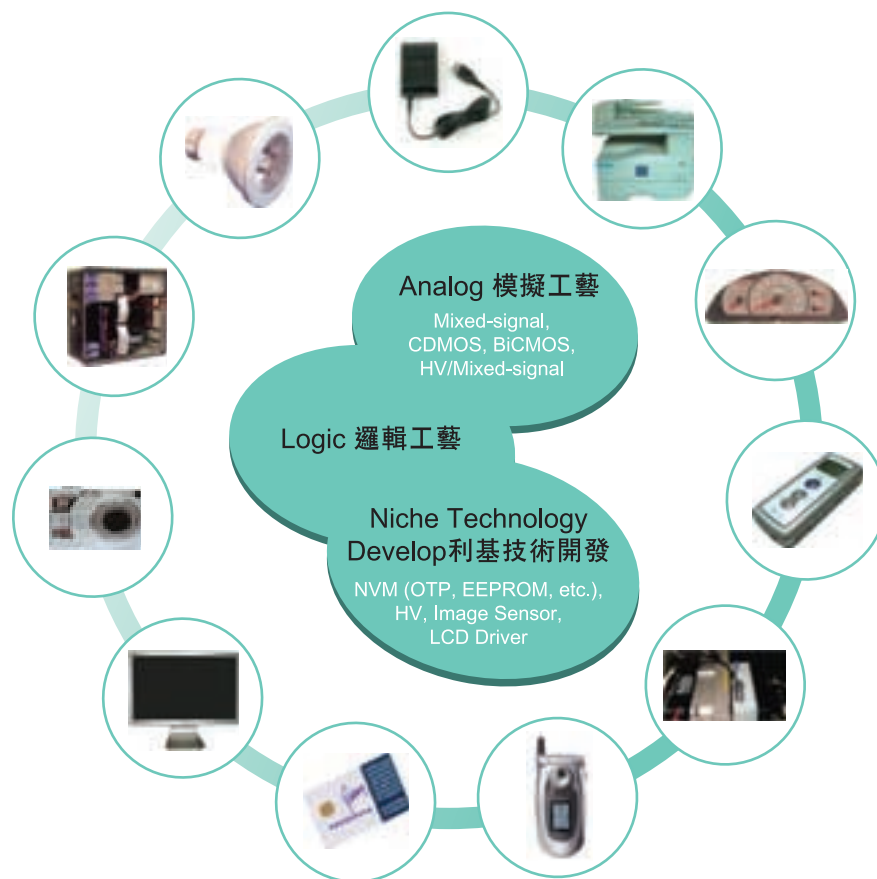 Analog 模擬工藝
Mixed-signal,
CDMOS, BiCMOS,
HV/Mixed-signal
Logic 邏輯工藝
Niche Technology
Develop利基技術開發
NVM (OTP, EEPROM, etc.),
HV, Image Sensor,
LCD Driver